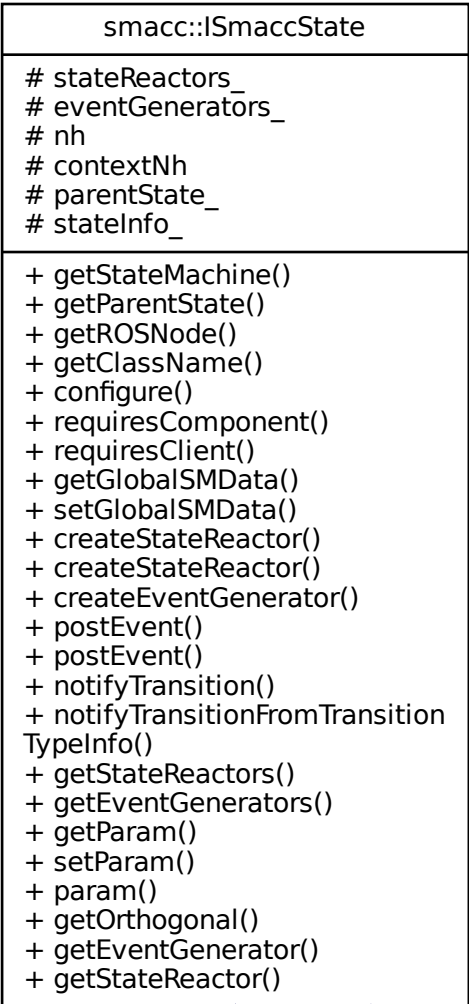 smacc::ISmaccState
# stateReactors_
# eventGenerators_
# nh
# contextNh
# parentState_
# stateInfo_
+ getStateMachine()
+ getParentState()
+ getROSNode()
+ getClassName()
+ configure()
+ requiresComponent()
+ requiresClient()
+ getGlobalSMData()
+ setGlobalSMData()
+ createStateReactor()
+ createStateReactor()
+ createEventGenerator()
+ postEvent()
+ postEvent()
+ notifyTransition()
+ notifyTransitionFromTransition
TypeInfo()
+ getStateReactors()
+ getEventGenerators()
+ getParam()
+ setParam()
+ param()
+ getOrthogonal()
+ getEventGenerator()
+ getStateReactor()